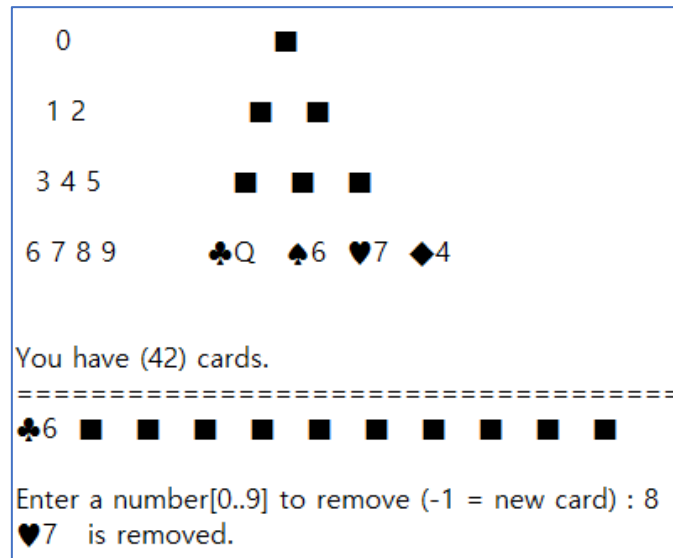 0 ■
1 2 ■ ■
3 4 5 ■ ■ ■
6 7 8 9 ♣Q ♠6 ♥7 ◆4
You have (42) cards.
====================================
♣6 ■ ■ ■ ■ ■ ■ ■ ■ ■ ■
Enter a number[0..9] to remove (-1 = new card) : 8
♥7 is removed.